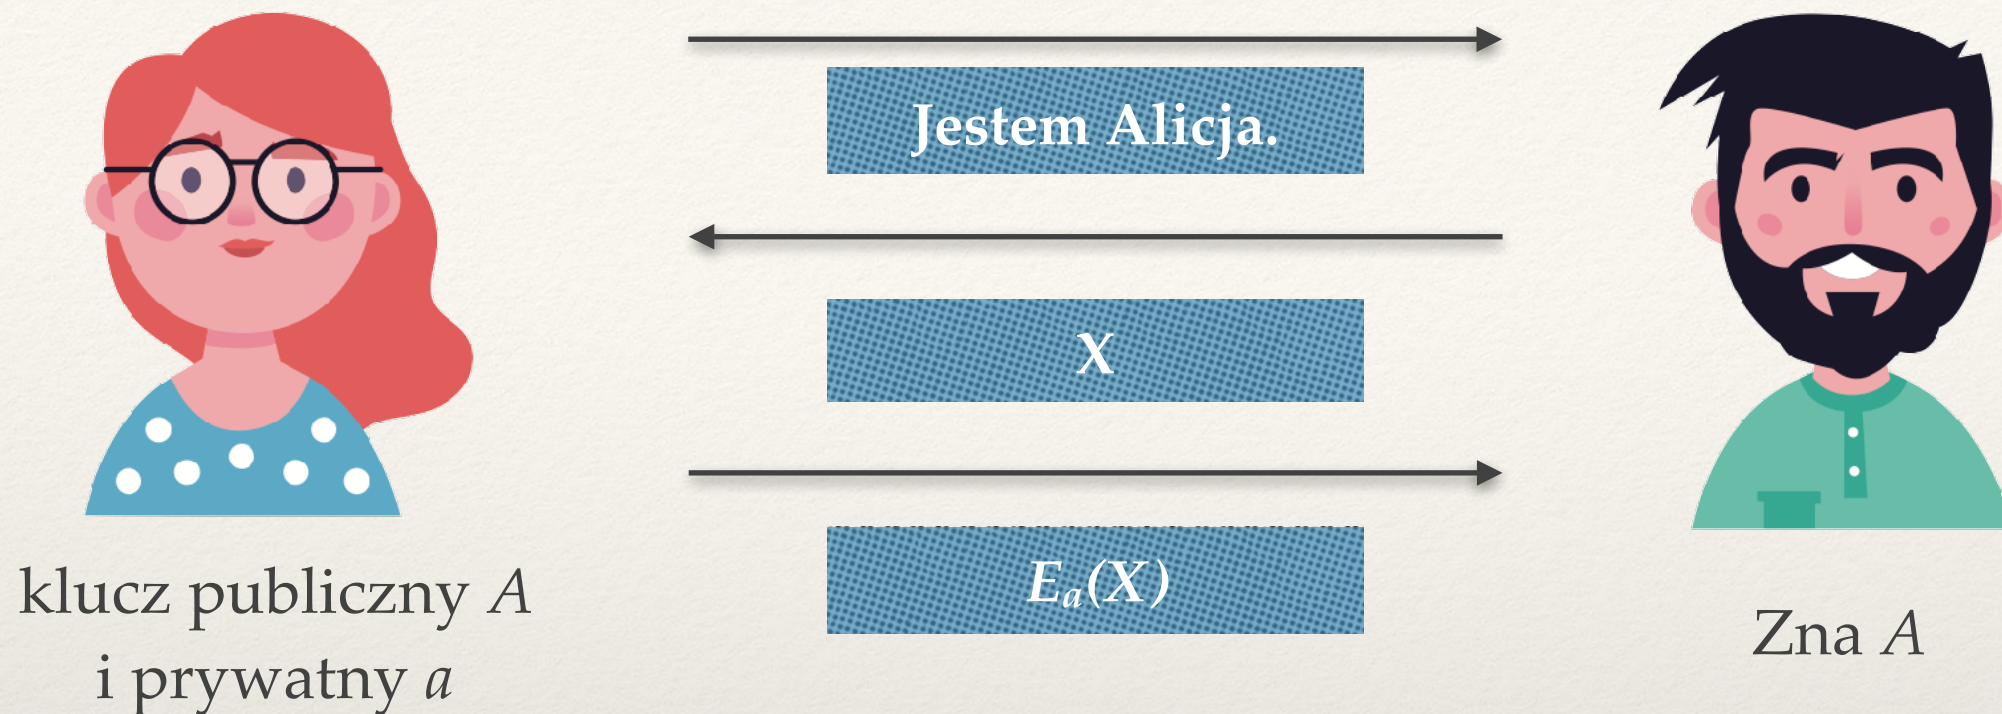 Jestem Alicja.
X
Eₐ(X)
klucz publiczny A
i prywatny a
Zna A